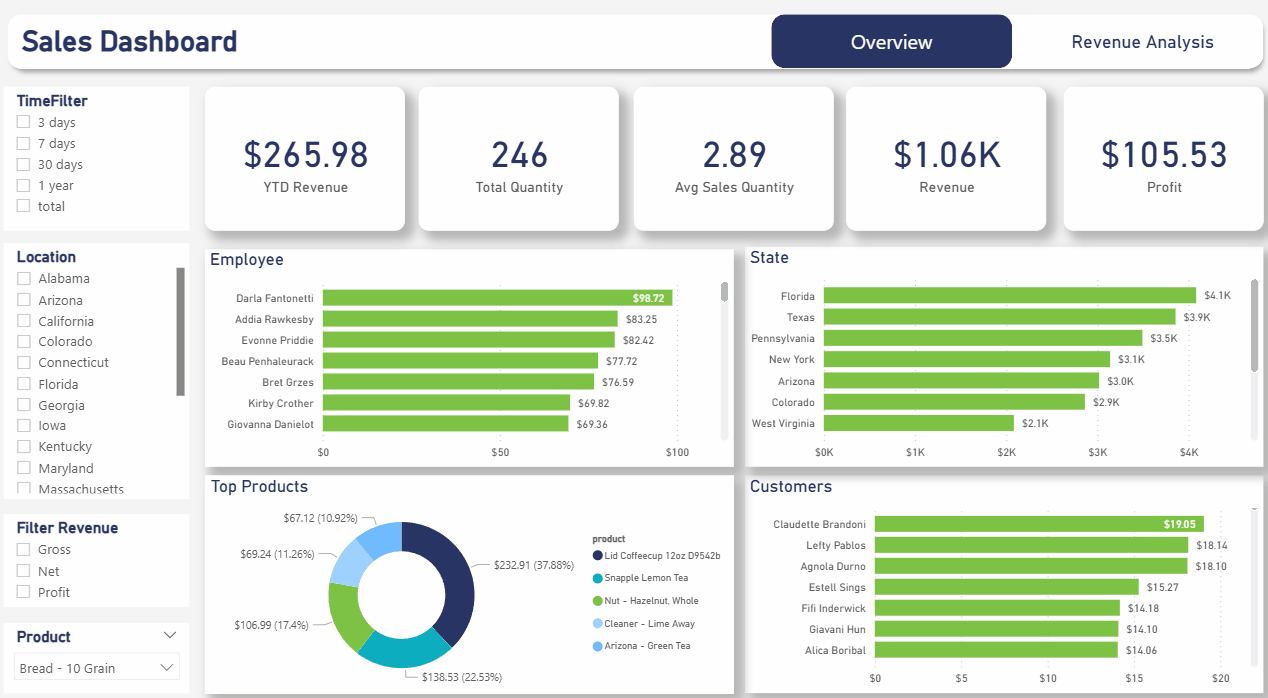 Sales Dashboard
Overview
Revenue Analysis
TimeFilter
3 days
7 days
30 days
1 year
total
$265.98
YTD Revenue
246
Total Quantity
2.89
Avg Sales Quantity
$1.06K
Revenue
$105.53
Profit
Location
Alabama
Arizona
California
Colorado
Connecticut
Florida
Georgia
Iowa
Kentucky
Maryland
Massachusetts
Filter Revenue
Gross
Net
Profit
Product
Bread - 10 Grain
Employee
Darla Fantonetti $98.72
Addia Rawkesby $83.25
Evonne Priddie $82.42
Beau Penhaleurack $77.72
Bret Grzes $76.59
Kirby Crother $69.82
Giovanna Danielot $69.36
$0 $50 $100
State
Florida $4.1K
Texas $3.9K
Pennsylvania $3.5K
New York $3.1K
Arizona $3.0K
Colorado $2.9K
West Virginia $2.1K
$0K $1K $2K $3K $4K
Top Products
$67.12 (10.92%)
$69.24 (11.26%)
$232.91 (37.88%)
$106.99 (17.4%)
$138.53 (22.53%)
product
Lid Coffeecup 12oz D9542b
Snapple Lemon Tea
Nut - Hazelnut, Whole
Cleaner - Lime Away
Arizona - Green Tea
Customers
Claudette Brandoni $19.05
Lefty Pablos $18.14
Agnola Durno $18.10
Estell Sings $15.27
Fifi Inderwick $14.18
Giavani Hun $14.10
Alica Boribal $14.06
$0 $5 $10 $15 $20